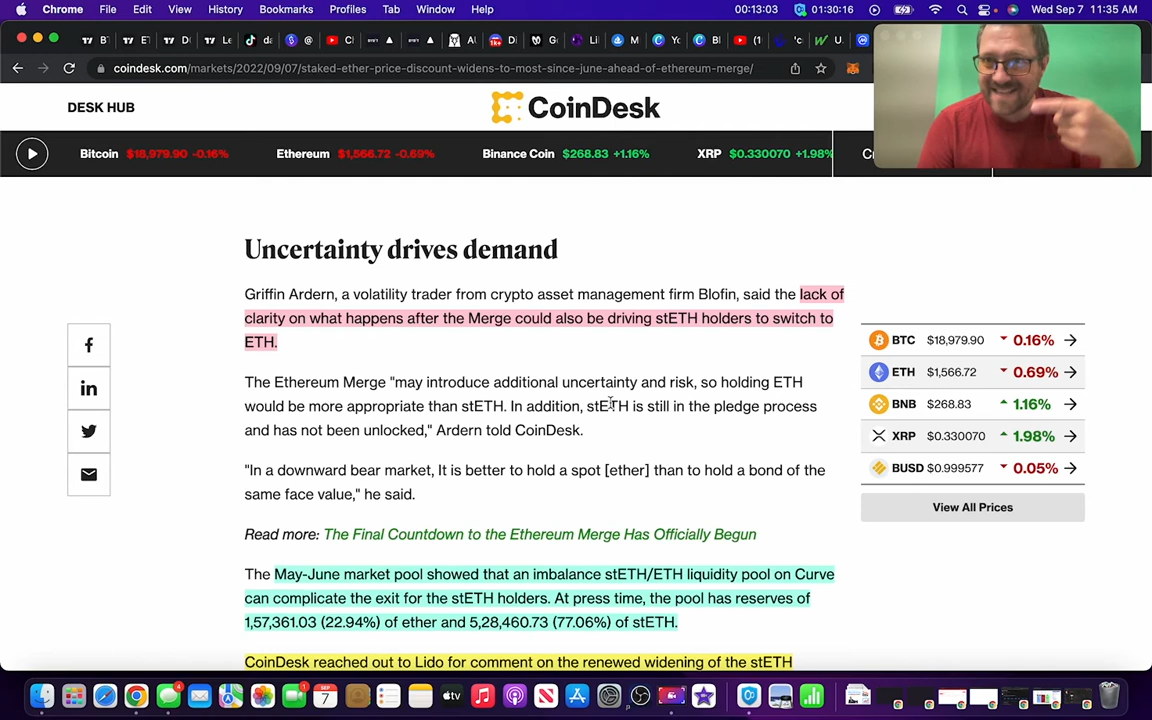 Chrome File Edit View History Bookmarks Profiles Tab Window Help 00:13:03 01:30:16 Wed Sep 7 11:35 AM
coindesk.com/markets/2022/09/07/staked-ether-price-discount-widens-to-most-since-june-ahead-of-ethereum-merge/
DESK HUB
CoinDesk
Bitcoin $18,979.90 -0.16% Ethereum $1,566.72 -0.69% Binance Coin $268.83 +1.16% XRP $0.330070 +1.98%
Uncertainty drives demand
Griffin Ardern, a volatility trader from crypto asset management firm Blofin, said the lack of
clarity on what happens after the Merge could also be driving stETH holders to switch to
ETH.
The Ethereum Merge "may introduce additional uncertainty and risk, so holding ETH
would be more appropriate than stETH. In addition, stETH is still in the pledge process
and has not been unlocked," Ardern told CoinDesk.
"In a downward bear market, It is better to hold a spot [ether] than to hold a bond of the
same face value," he said.
Read more: The Final Countdown to the Ethereum Merge Has Officially Begun
The May-June market pool showed that an imbalance stETH/ETH liquidity pool on Curve
can complicate the exit for the stETH holders. At press time, the pool has reserves of
1,57,361.03 (22.94%) of ether and 5,28,460.73 (77.06%) of stETH.
CoinDesk reached out to Lido for comment on the renewed widening of the stETH
BTC $18,979.90 0.16%
ETH $1,566.72 0.69%
BNB $268.83 1.16%
XRP $0.330070 1.98%
BUSD $0.999577 0.05%
View All Prices